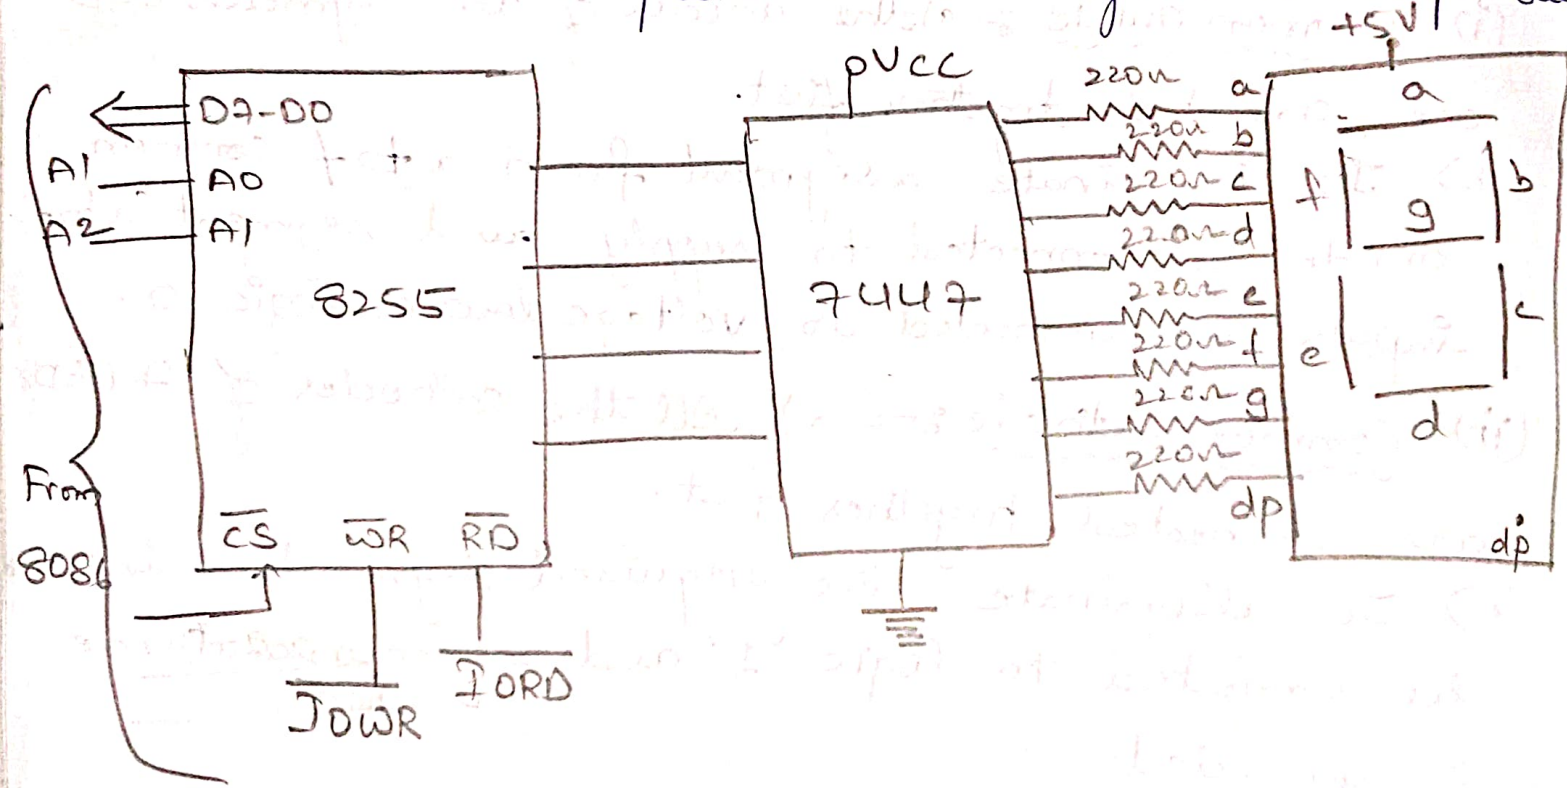 +5V
pVCC
220Ω a
220Ω b
220Ω c
220Ω d
220Ω e
220Ω f
220Ω g
220Ω
dp
D7-D0
A1 A0
A2 A1
8255
7447
a
f b
g
e c
d
dp
From
8086
CS WR RD
IOWR
IORD